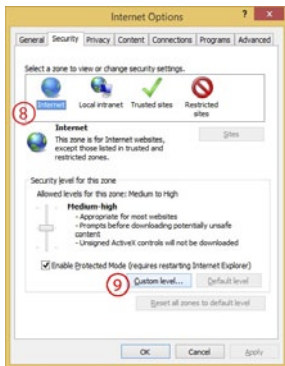 Internet Options ? x
General Security Privacy Content Connections Programs Advanced
Select a zone to view or change security settings.
8
Internet Local intranet Trusted sites Restricted
sites
Internet
This zone is for Internet websites,
except those listed in trusted and
restricted zones.
Sites
Security level for this zone
Allowed levels for this zone: Medium to High
Medium-high
- Appropriate for most websites
- Prompts before downloading potentially unsafe
content
- Unsigned ActiveX controls will not be downloaded
Enable Protected Mode (requires restarting Internet Explorer)
9 Custom level... Default level
Reset all zones to default level
OK Cancel Apply